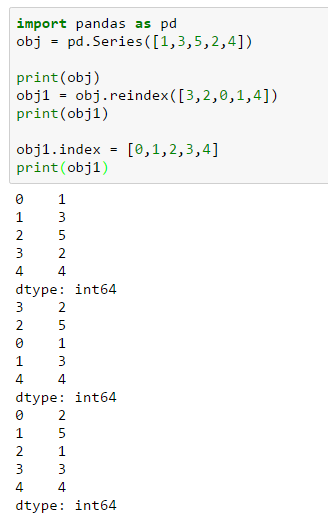 import pandas as pd
obj = pd.Series([1,3,5,2,4])
print(obj)
obj1 = obj.reindex([3,2,0,1,4])
print(obj1)
obj1.index = [0,1,2,3,4]
print(obj1)
0    1
1    3
2    5
3    2
4    4
dtype: int64
3    2
2    5
0    1
1    3
4    4
dtype: int64
0    2
1    5
2    1
3    3
4    4
dtype: int64